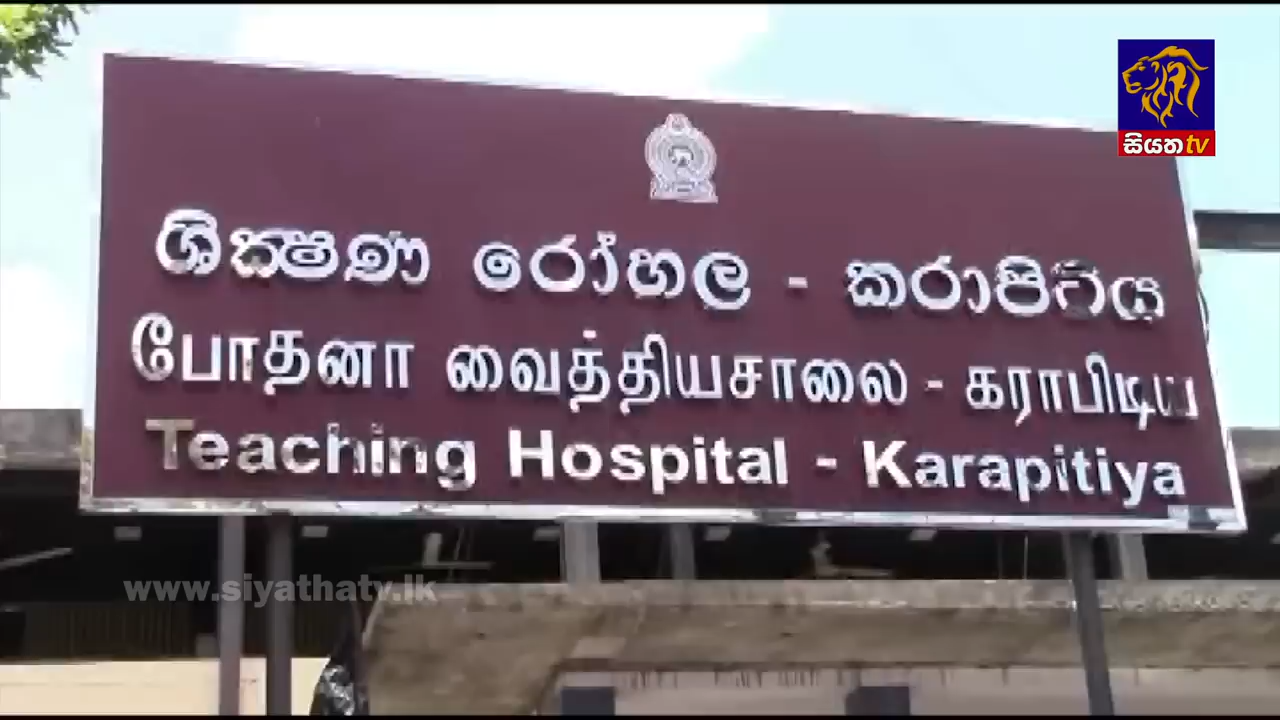 සියත tv
ශික්ෂණ රෝහල - කරාපිටිය
போதனா வைத்தியசாலை - கராபிடிய
Teaching Hospital - Karapitiya
www.siyathatv.lk